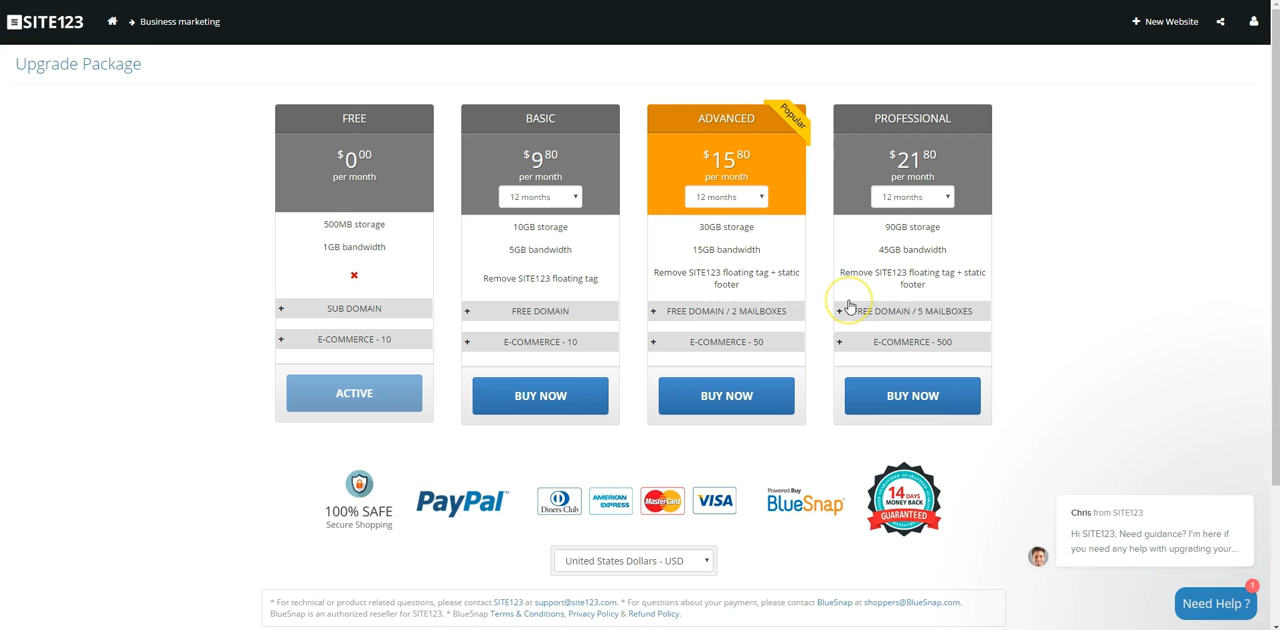 SITE123
Business marketing
New Website
Upgrade Package
FREE
$0.00
per month
500MB storage
1GB bandwidth
SUB DOMAIN
E-COMMERCE - 10
ACTIVE
BASIC
$9.80
per month
12 months
10GB storage
5GB bandwidth
Remove SITE123 floating tag
FREE DOMAIN
E-COMMERCE - 10
BUY NOW
ADVANCED
Popular
$15.80
per month
12 months
30GB storage
15GB bandwidth
Remove SITE123 floating tag + static
footer
FREE DOMAIN / 2 MAILBOXES
E-COMMERCE - 50
BUY NOW
PROFESSIONAL
$21.80
per month
12 months
90GB storage
45GB bandwidth
Remove SITE123 floating tag + static
footer
FREE DOMAIN / 5 MAILBOXES
E-COMMERCE - 500
BUY NOW
100% SAFE
Secure Shopping
PayPal
Diners Club
AMERICAN
EXPRESS
MasterCard
VISA
Powered Buy
BlueSnap
14 DAYS
MONEY BACK
GUARANTEED
United States Dollars - USD
* For technical or product related questions, please contact SITE123 at support@site123.com. * For questions about your payment, please contact BlueSnap at shoppers@BlueSnap.com.
BlueSnap is an authorized reseller for SITE123. * BlueSnap Terms & Conditions, Privacy Policy & Refund Policy.
Chris from SITE123
Hi SITE123, Need guidance? I'm here if
you need any help with upgrading your...
1
Need Help ?